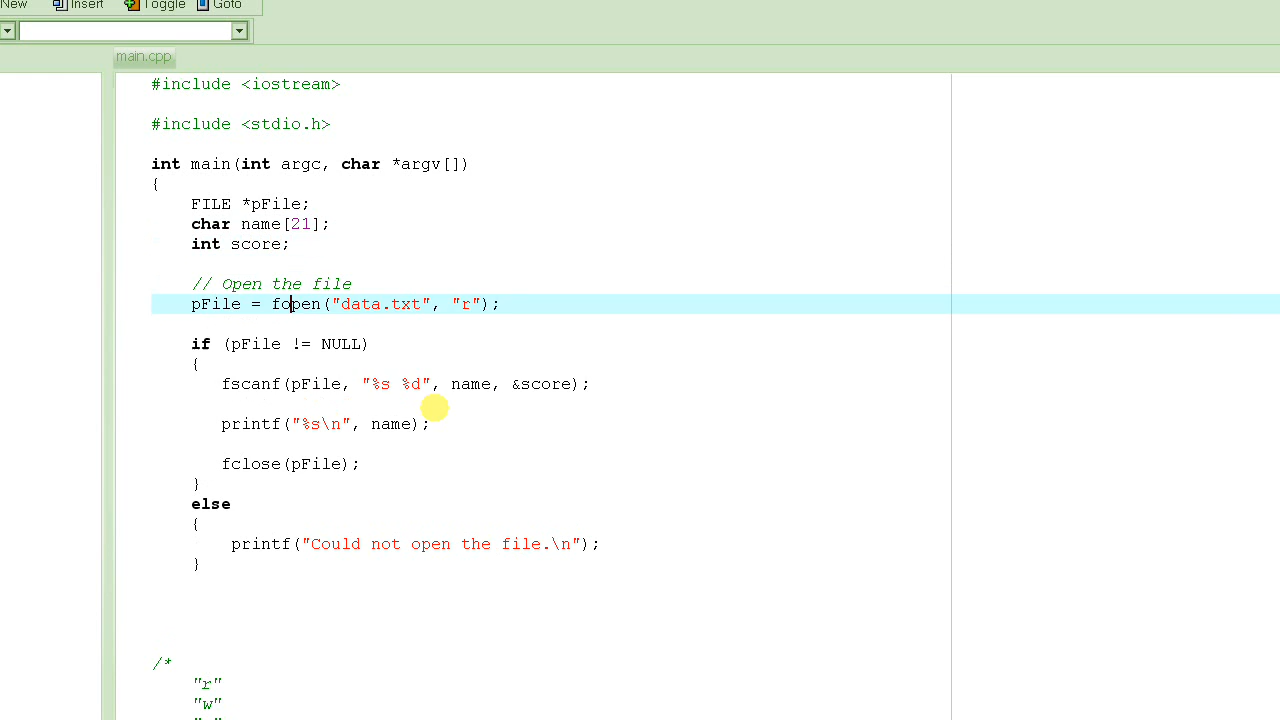 New Insert Toggle Goto
main.cpp
#include <iostream>
#include <stdio.h>
int main(int argc, char *argv[])
{
FILE *pFile;
char name[21];
int score;
// Open the file
pFile = fopen("data.txt", "r");
if (pFile != NULL)
{
fscanf(pFile, "%s %d", name, &score);
printf("%s\n", name);
fclose(pFile);
}
else
{
printf("Could not open the file.\n");
}
/*
"r"
"w"